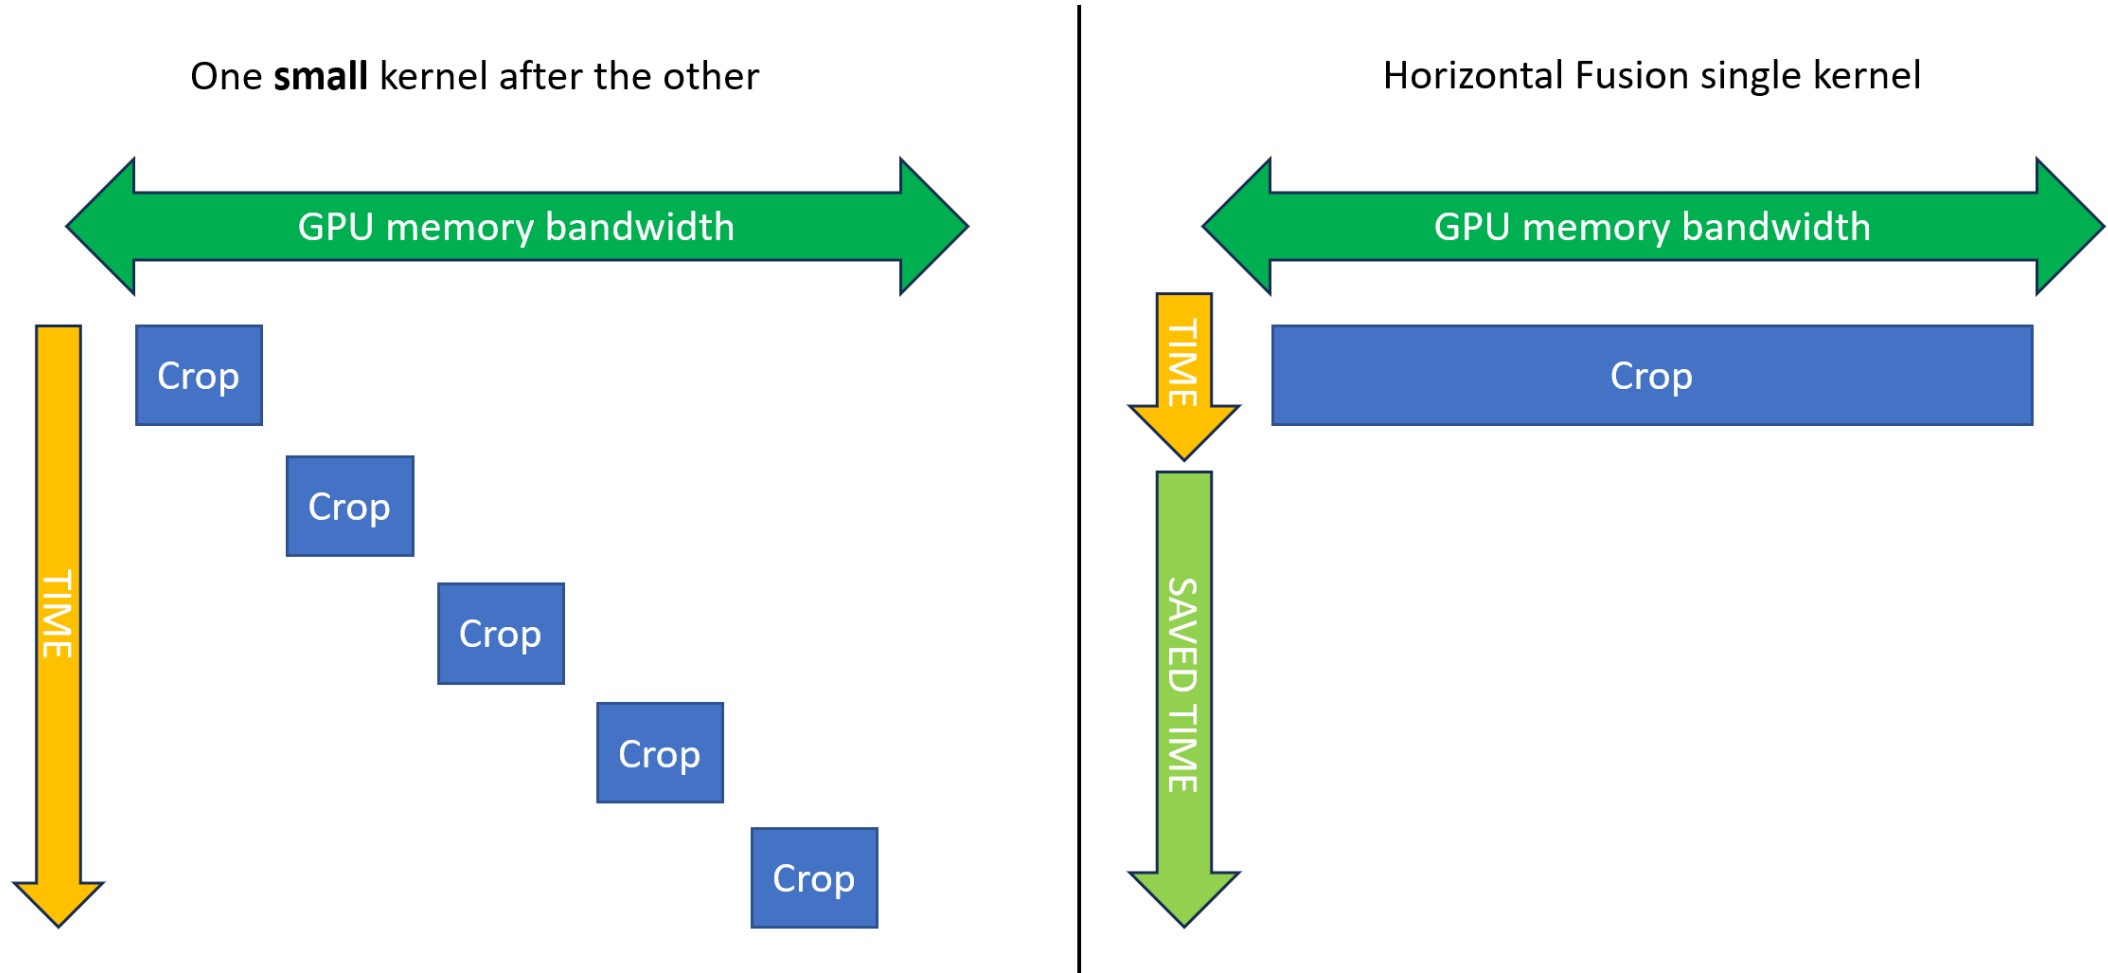 One small kernel after the other
GPU memory bandwidth
TIME
Crop
Crop
Crop
Crop
Crop
Horizontal Fusion single kernel
GPU memory bandwidth
TIME
Crop
SAVED TIME